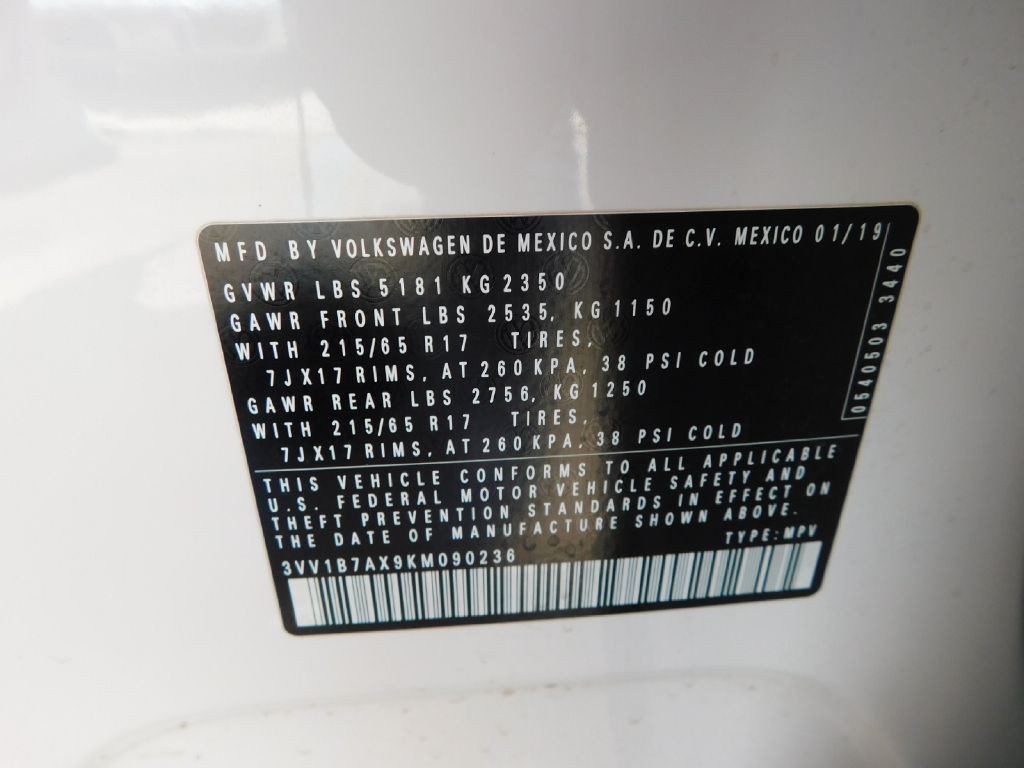 MFD. BY VOLKSWAGEN DE MEXICO S.A. DE C.V. MEXICO 01/19
GVWR LBS 5181 KG 2350
GAWR FRONT LBS 2535, KG 1150
WITH 215/65 R17 TIRES,
7JX17 RIMS, AT 260 KPA, 38 PSI COLD
GAWR REAR LBS 2756, KG 1250
WITH 215/65 R17 TIRES,
7JX17 RIMS, AT 260 KPA, 38 PSI COLD
0540503 3440
THIS VEHICLE CONFORMS TO ALL APPLICABLE
U.S. FEDERAL MOTOR VEHICLE SAFETY AND
THEFT PREVENTION STANDARDS IN EFFECT ON
THE DATE OF MANUFACTURE SHOWN ABOVE.
TYPE: MPV
3VV1B7AX9KM090236